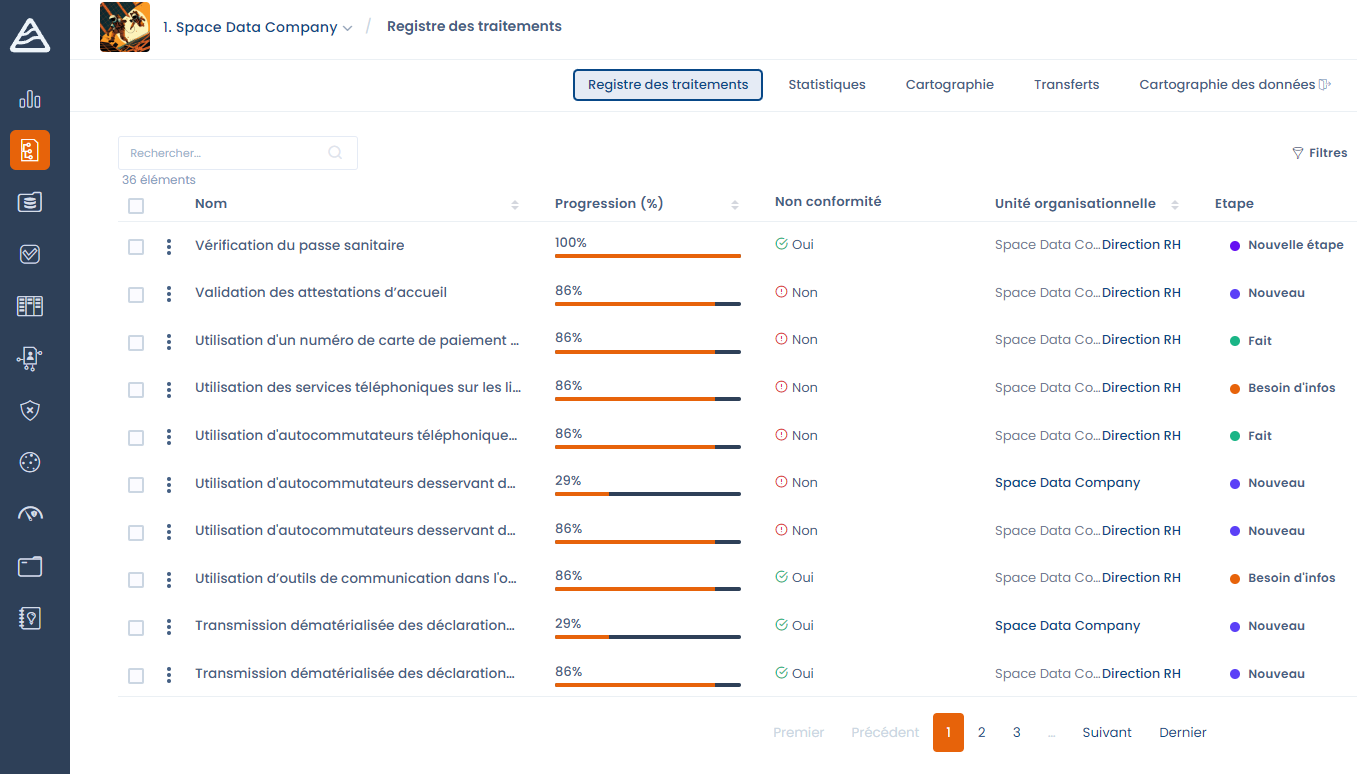 1. Space Data Company / Registre des traitements
Registre des traitements Statistiques Cartographie Transferts Cartographie des données
Rechercher...
Filtres
36 éléments
Nom Progression (%) Non conformité Unité organisationnelle Etape
Vérification du passe sanitaire 100% Oui Space Data Co...Direction RH Nouvelle étape
Validation des attestations d’accueil 86% Non Space Data Co...Direction RH Nouveau
Utilisation d'un numéro de carte de paiement ... 86% Non Space Data Co...Direction RH Fait
Utilisation des services téléphoniques sur les li... 86% Non Space Data Co...Direction RH Besoin d'infos
Utilisation d'autocommutateurs téléphonique... 86% Non Space Data Co...Direction RH Fait
Utilisation d'autocommutateurs desservant d... 29% Non Space Data Company Nouveau
Utilisation d'autocommutateurs desservant d... 86% Non Space Data Co...Direction RH Nouveau
Utilisation d’outils de communication dans l'o... 86% Oui Space Data Co...Direction RH Besoin d'infos
Transmission dématérialisée des déclaration... 29% Oui Space Data Company Nouveau
Transmission dématérialisée des déclaration... 86% Oui Space Data Co...Direction RH Nouveau
Premier Précédent 1 2 3 ... Suivant Dernier